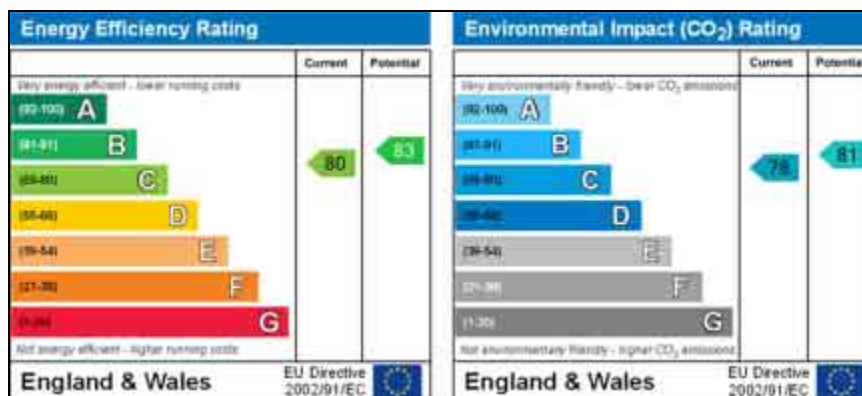 Energy Efficiency Rating
Current Potential
Very energy efficient - lower running costs
(92-100) A
(81-91) B
(69-80) C
(55-68) D
(39-54) E
(21-38) F
(1-20) G
80
83
Not energy efficient - higher running costs
England & Wales
EU Directive
2002/91/EC
Environmental Impact (CO₂) Rating
Current Potential
Very environmentally friendly - lower CO₂ emissions
(92-100) A
(81-91) B
(69-80) C
(55-68) D
(39-54) E
(21-38) F
(1-20) G
78
81
Not environmentally friendly - higher CO₂ emissions
England & Wales
EU Directive
2002/91/EC